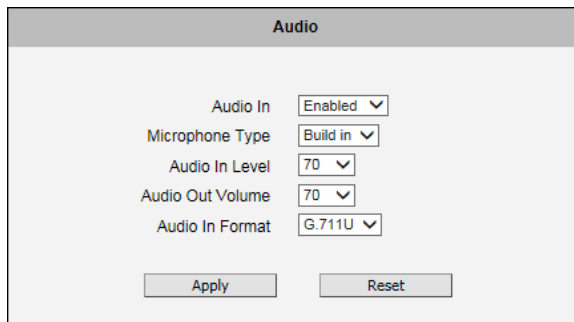 Audio
Audio In Enabled
Microphone Type Build in
Audio In Level 70
Audio Out Volume 70
Audio In Format G.711U
Apply Reset